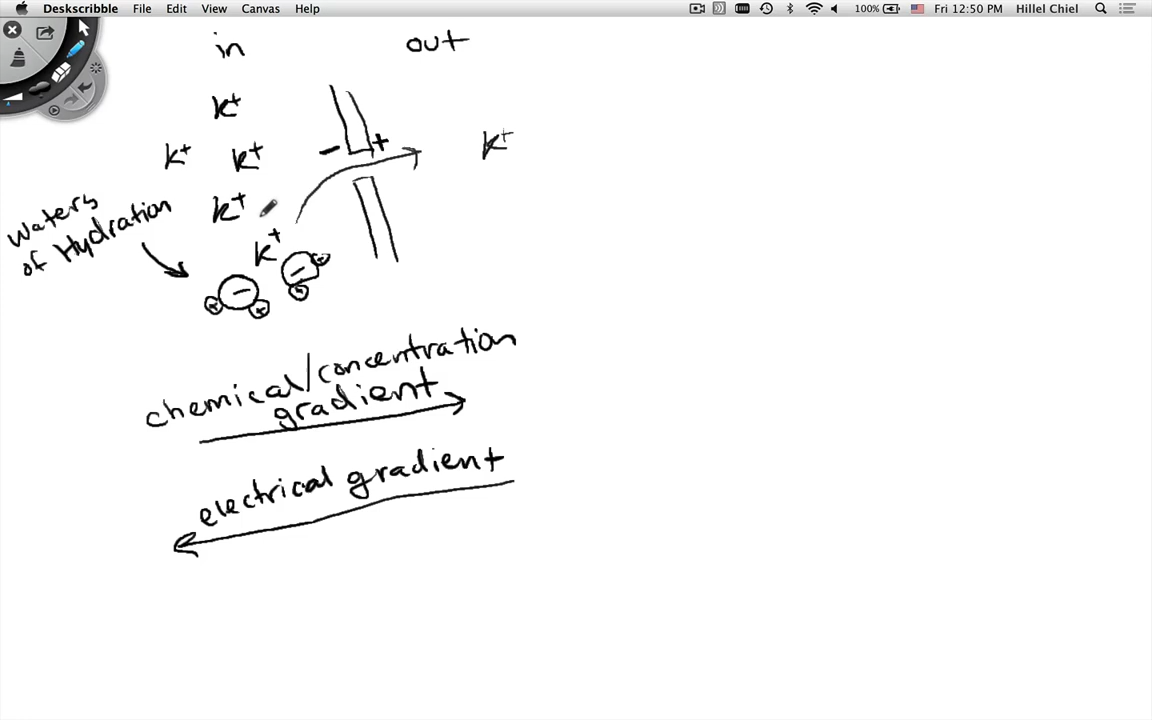 Deskscribble File Edit View Canvas Help 100% Fri 12:50 PM Hillel Chiel
in out
K+
K+ K+ - + K+
K+
Waters
of Hydration
K+
- -
+ + + +
chemical/concentration
gradient
electrical gradient